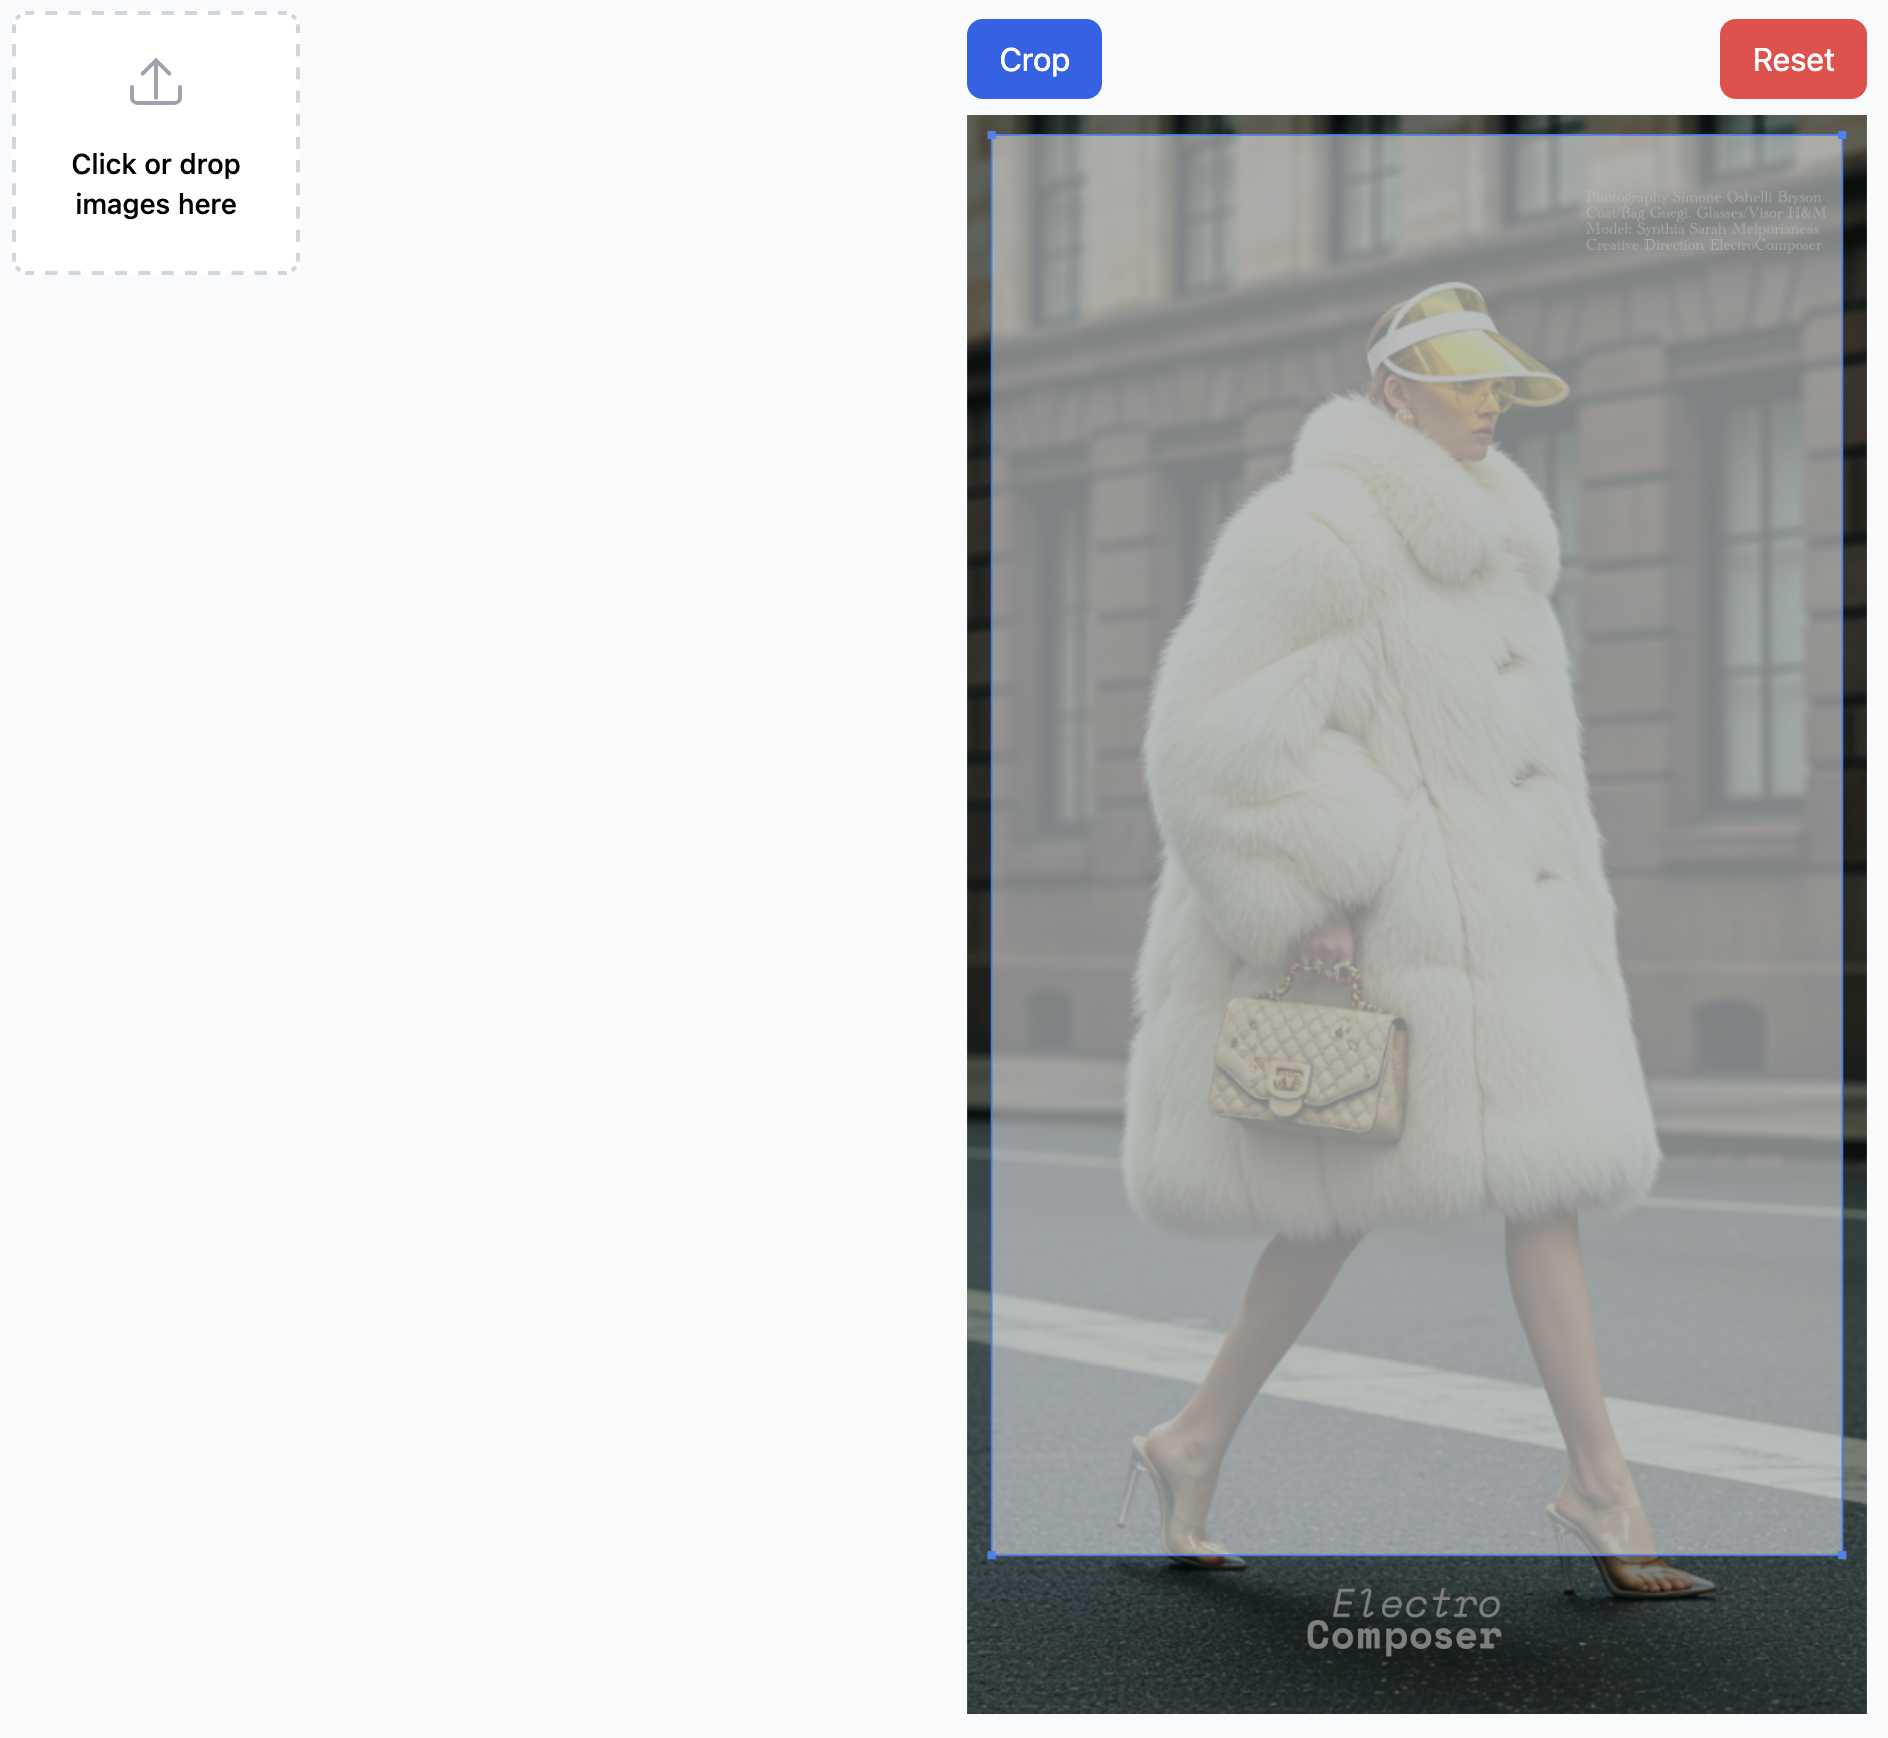 Click or drop
images here
Crop
Reset
Photography Simone Oshelli Bryson
Coat/Bag Gucgi. Glasses/Visor H&M
Model: Synthia Sarah Melporianeas
Creative Direction ElectroComposer
Electro
Composer